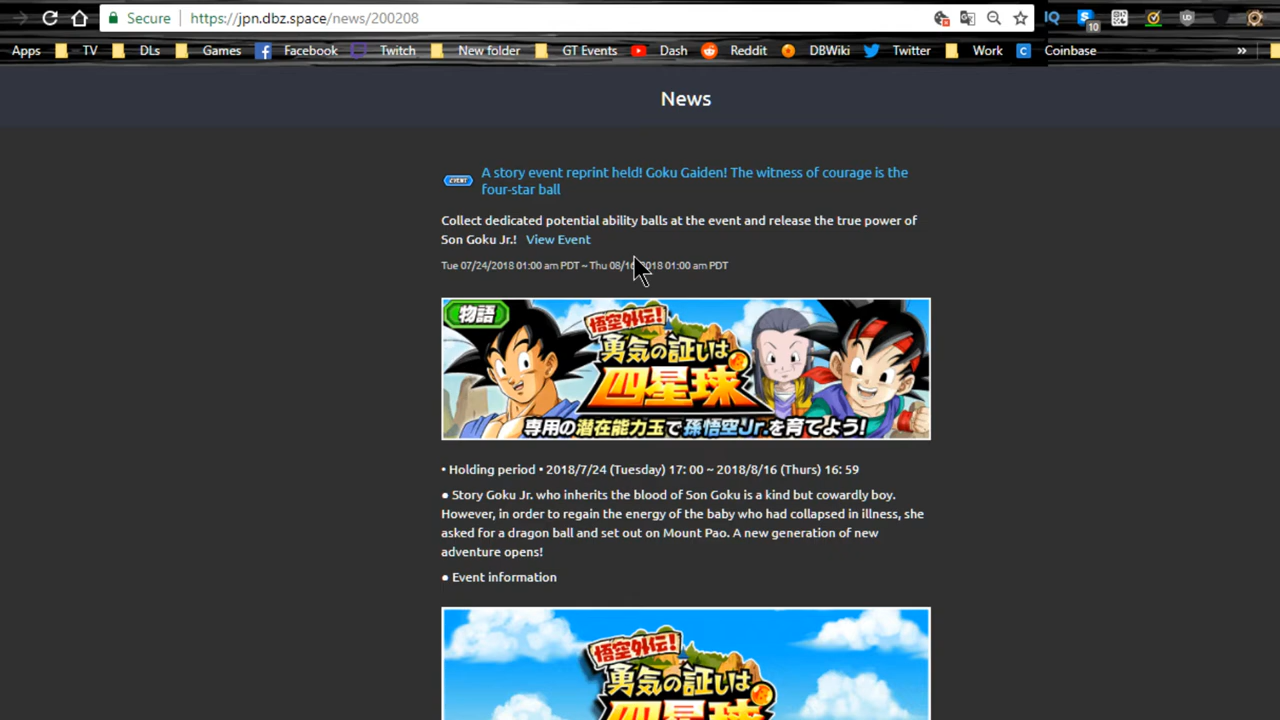 Secure https://jpn.dbz.space/news/200208
10
Apps TV DLs Games Facebook Twitch New folder GT Events Dash Reddit DBWiki Twitter Work Coinbase »
News
EVENT
A story event reprint held! Goku Gaiden! The witness of courage is the
four-star ball
Collect dedicated potential ability balls at the event and release the true power of
Son Goku Jr.! View Event
Tue 07/24/2018 01:00 am PDT ~ Thu 2018 01:00 am PDT
物語
悟空外伝!
勇気の証しは
四星球
専用の潜在能力玉で孫悟空Jr.を育てよう!
• Holding period • 2018/7/24 (Tuesday) 17: 00 ~ 2018/8/16 (Thurs) 16: 59
● Story Goku Jr. who inherits the blood of Son Goku is a kind but cowardly boy.
However, in order to regain the energy of the baby who had collapsed in illness, she
asked for a dragon ball and set out on Mount Pao. A new generation of new
adventure opens!
● Event information
悟空外伝!
勇気の証しは
四星球